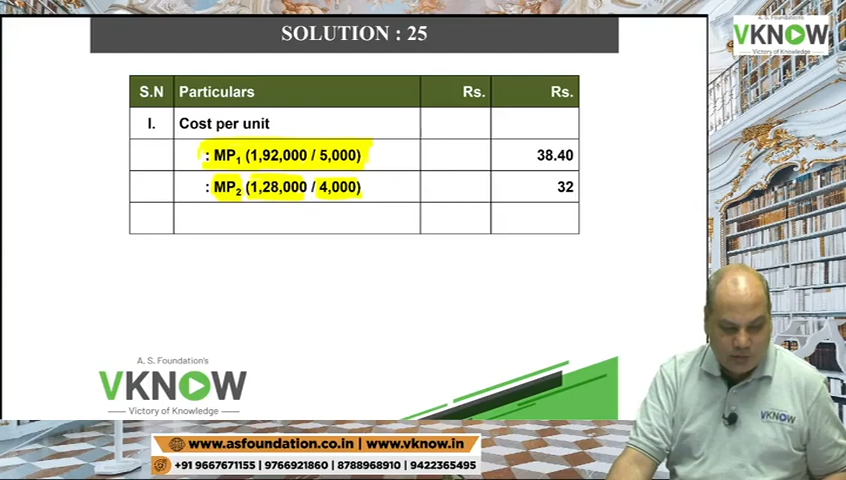 SOLUTION : 25
A. S. Foundation's
VKNOW
Victory of Knowledge
S.N Particulars Rs. Rs.
I. Cost per unit
: MP1 (1,92,000 / 5,000) 38.40
: MP2 (1,28,000 / 4,000) 32
A. S. Foundation's
VKNOW
Victory of Knowledge
VKNOW
www.asfoundation.co.in | www.vknow.in
+91 9667671155 | 9766921860 | 8788968910 | 9422365495